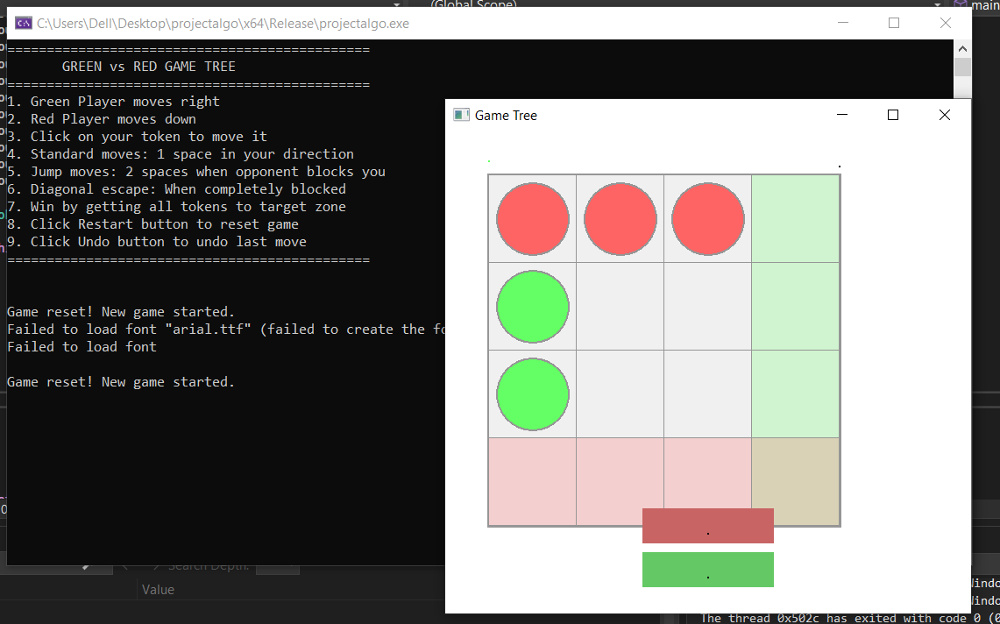 (Global Scope)
main
C:\Users\Dell\Desktop\projectalgo\x64\Release\projectalgo.exe
==============================================
GREEN vs RED GAME TREE
==============================================
1. Green Player moves right
2. Red Player moves down
3. Click on your token to move it
4. Standard moves: 1 space in your direction
5. Jump moves: 2 spaces when opponent blocks you
6. Diagonal escape: When completely blocked
7. Win by getting all tokens to target zone
8. Click Restart button to reset game
9. Click Undo button to undo last move
==============================================
Game reset! New game started.
Failed to load font "arial.ttf" (failed to create the fo
Failed to load font
Game reset! New game started.
Game Tree
.
.
.
.
Search Depth:
Value
The thread 0x502c has exited with code 0 (0